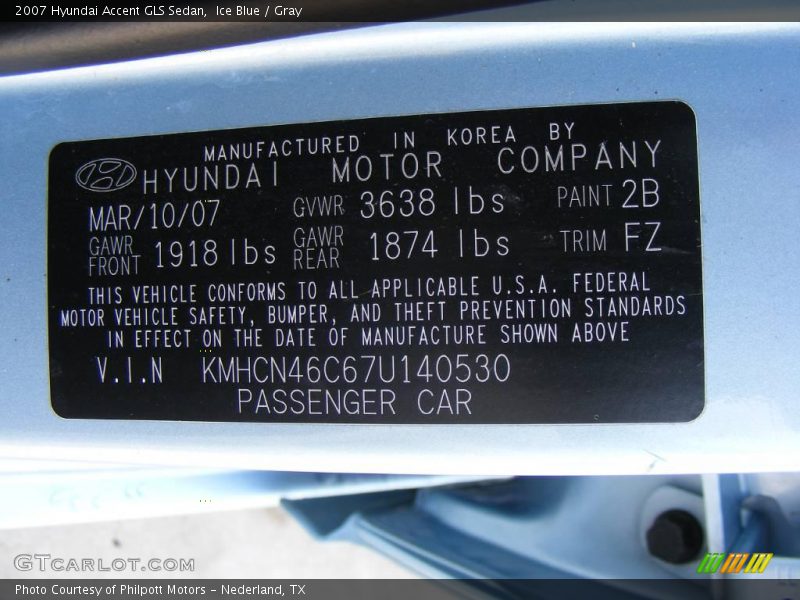 2007 Hyundai Accent GLS Sedan,  Ice Blue / Gray
MANUFACTURED IN KOREA BY
HYUNDAI MOTOR COMPANY
MAR/10/07 GVWR 3638 lbs PAINT 2B
GAWR FRONT 1918 lbs GAWR REAR 1874 lbs TRIM FZ
THIS VEHICLE CONFORMS TO ALL APPLICABLE U.S.A. FEDERAL
MOTOR VEHICLE SAFETY, BUMPER, AND THEFT PREVENTION STANDARDS
IN EFFECT ON THE DATE OF MANUFACTURE SHOWN ABOVE
V.I.N KMHCN46C67U140530
PASSENGER CAR
GTCARLOT.COM
Photo Courtesy of Philpott Motors - Nederland, TX